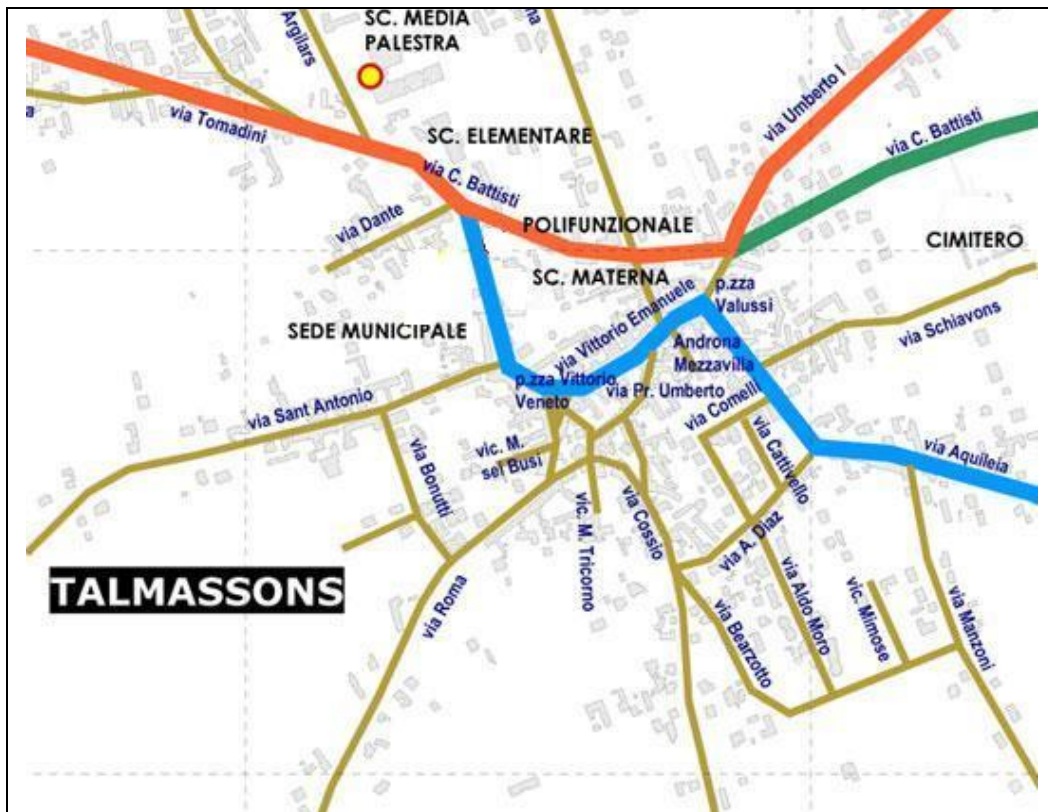 SC. MEDIA
PALESTRA
Argilars
via Umberto I
via Tomadini
SC. ELEMENTARE
via C. Battisti
via C. Battisti
via Dante
POLIFUNZIONALE
CIMITERO
SC. MATERNA
p.zza
Valussi
SEDE MUNICIPALE
via Vittorio Emanuele
via Schiavons
Androna
Mezzavilla
p.zza Vittorio
Veneto
via Pr. Umberto
via Sant Antonio
via Comelli
vic. M.
sel Busi
via Bonutti
via Cattivello
via Aquileia
vic. M. Tricorno
via Cossio
via A. Diaz
TALMASSONS
via Roma
via Aldo Moro
vic. Mimose
via Manzoni
via Bearzotto